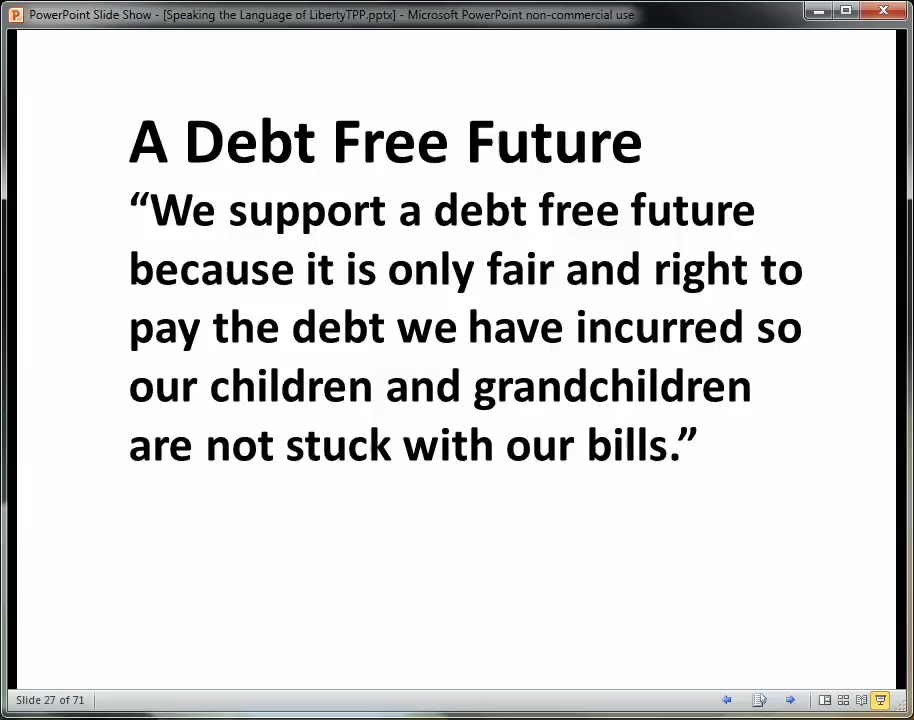 PowerPoint Slide Show - [Speaking the Language of LibertyTPP.pptx] - Microsoft PowerPoint non-commercial use
A Debt Free Future
“We support a debt free future
because it is only fair and right to
pay the debt we have incurred so
our children and grandchildren
are not stuck with our bills.”
Slide 27 of 71